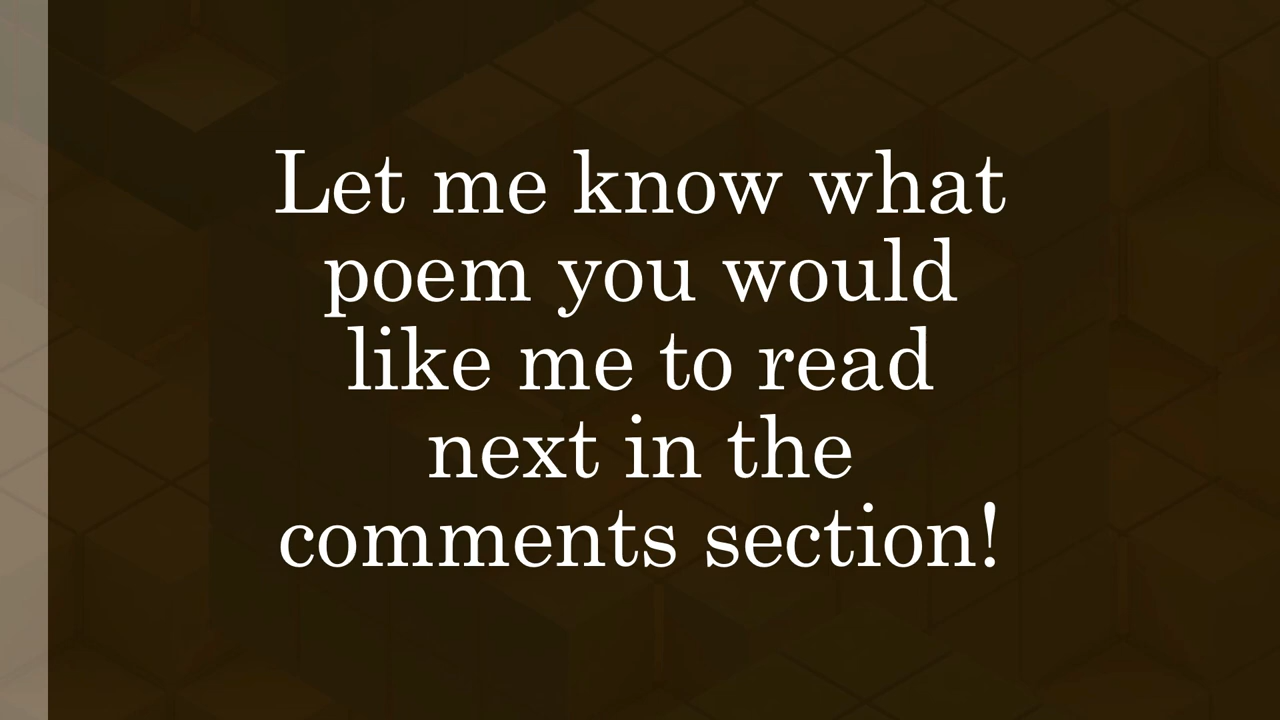 Let me know what
poem you would
like me to read
next in the
comments section!